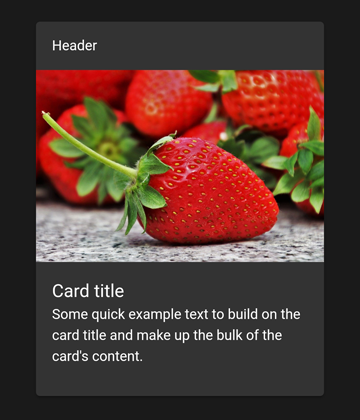 Header
Card title
Some quick example text to build on the
card title and make up the bulk of the
card's content.